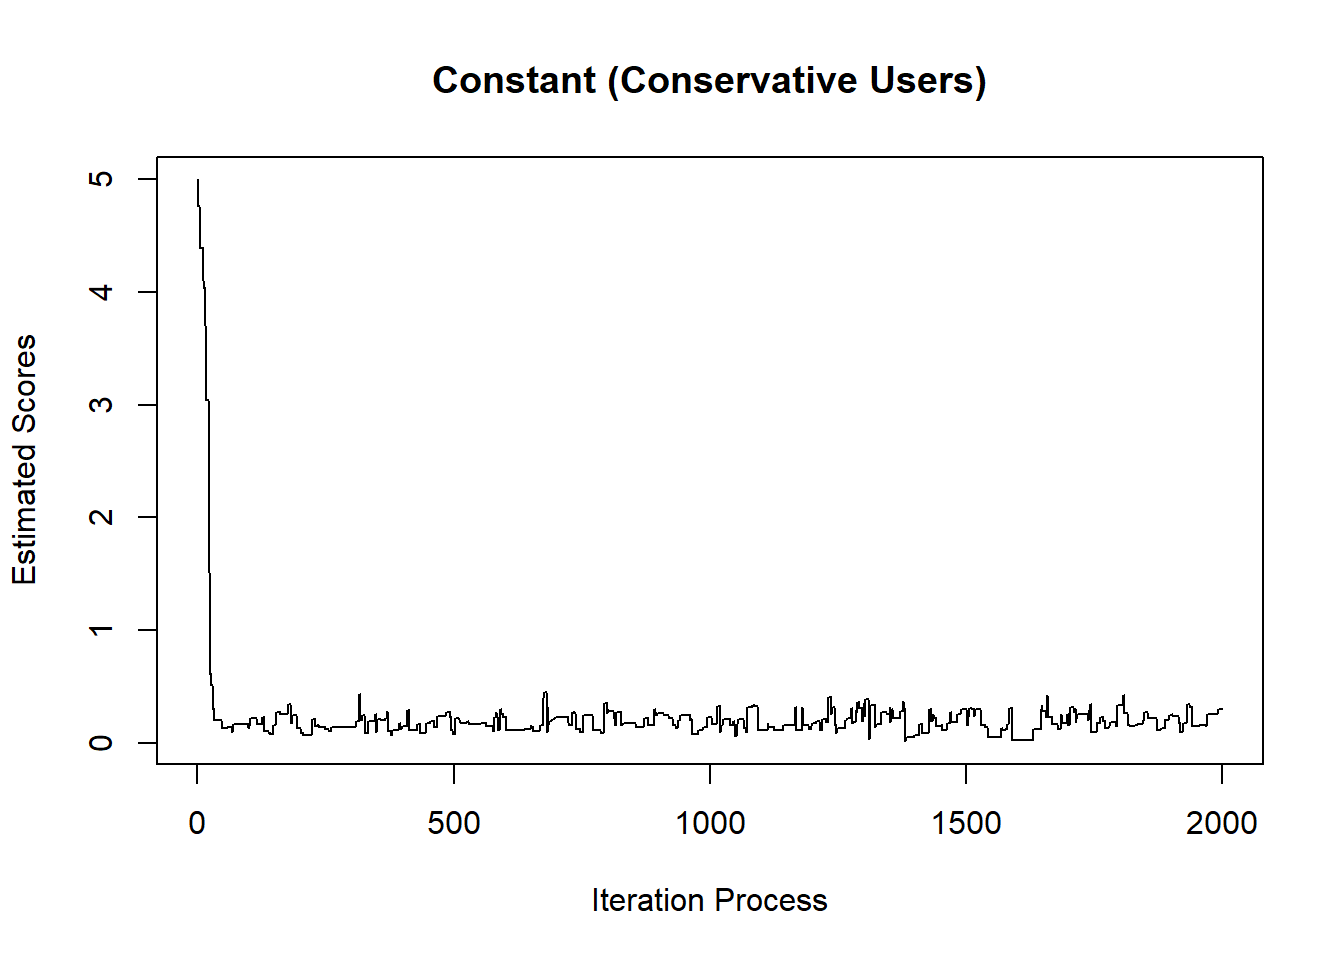 Constant (Conservative Users)
Estimated Scores
5
4
3
2
1
0
0 500 1000 1500 2000
Iteration Process